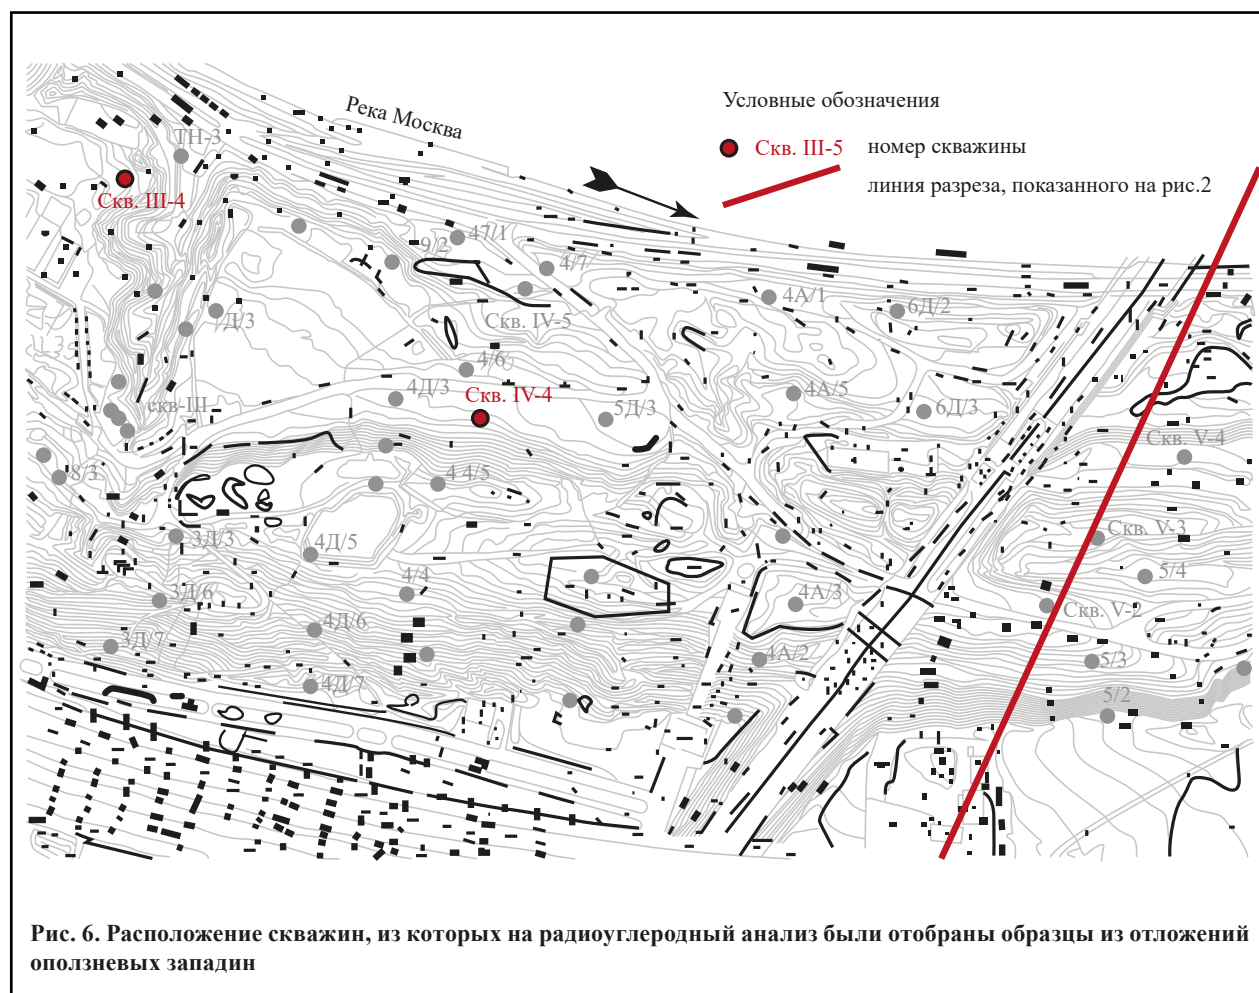 Река Москва
Условные обозначения
Скв. III-5 номер скважины
линия разреза, показанного на рис.2
ТН-3
Скв. III-4
9/2
47/1
4/7
Скв. IV-5
4А/1
6Д/2
Д/3
4/6
4Д/3
Скв. IV-4
5Д/3
4А/5
6Д/3
скв-III
Скв. V-4
8/3
4 4/5
3Д/3
4Д/5
Скв. V-3
4/4
5/4
3Д/6
4А/3
Скв. V-2
4Д/6
3Д/7
4А/2
5/3
4Д/7
5/2
Рис. 6. Расположение скважин, из которых на радиоуглеродный анализ были отобраны образцы из отложений
оползневых западин